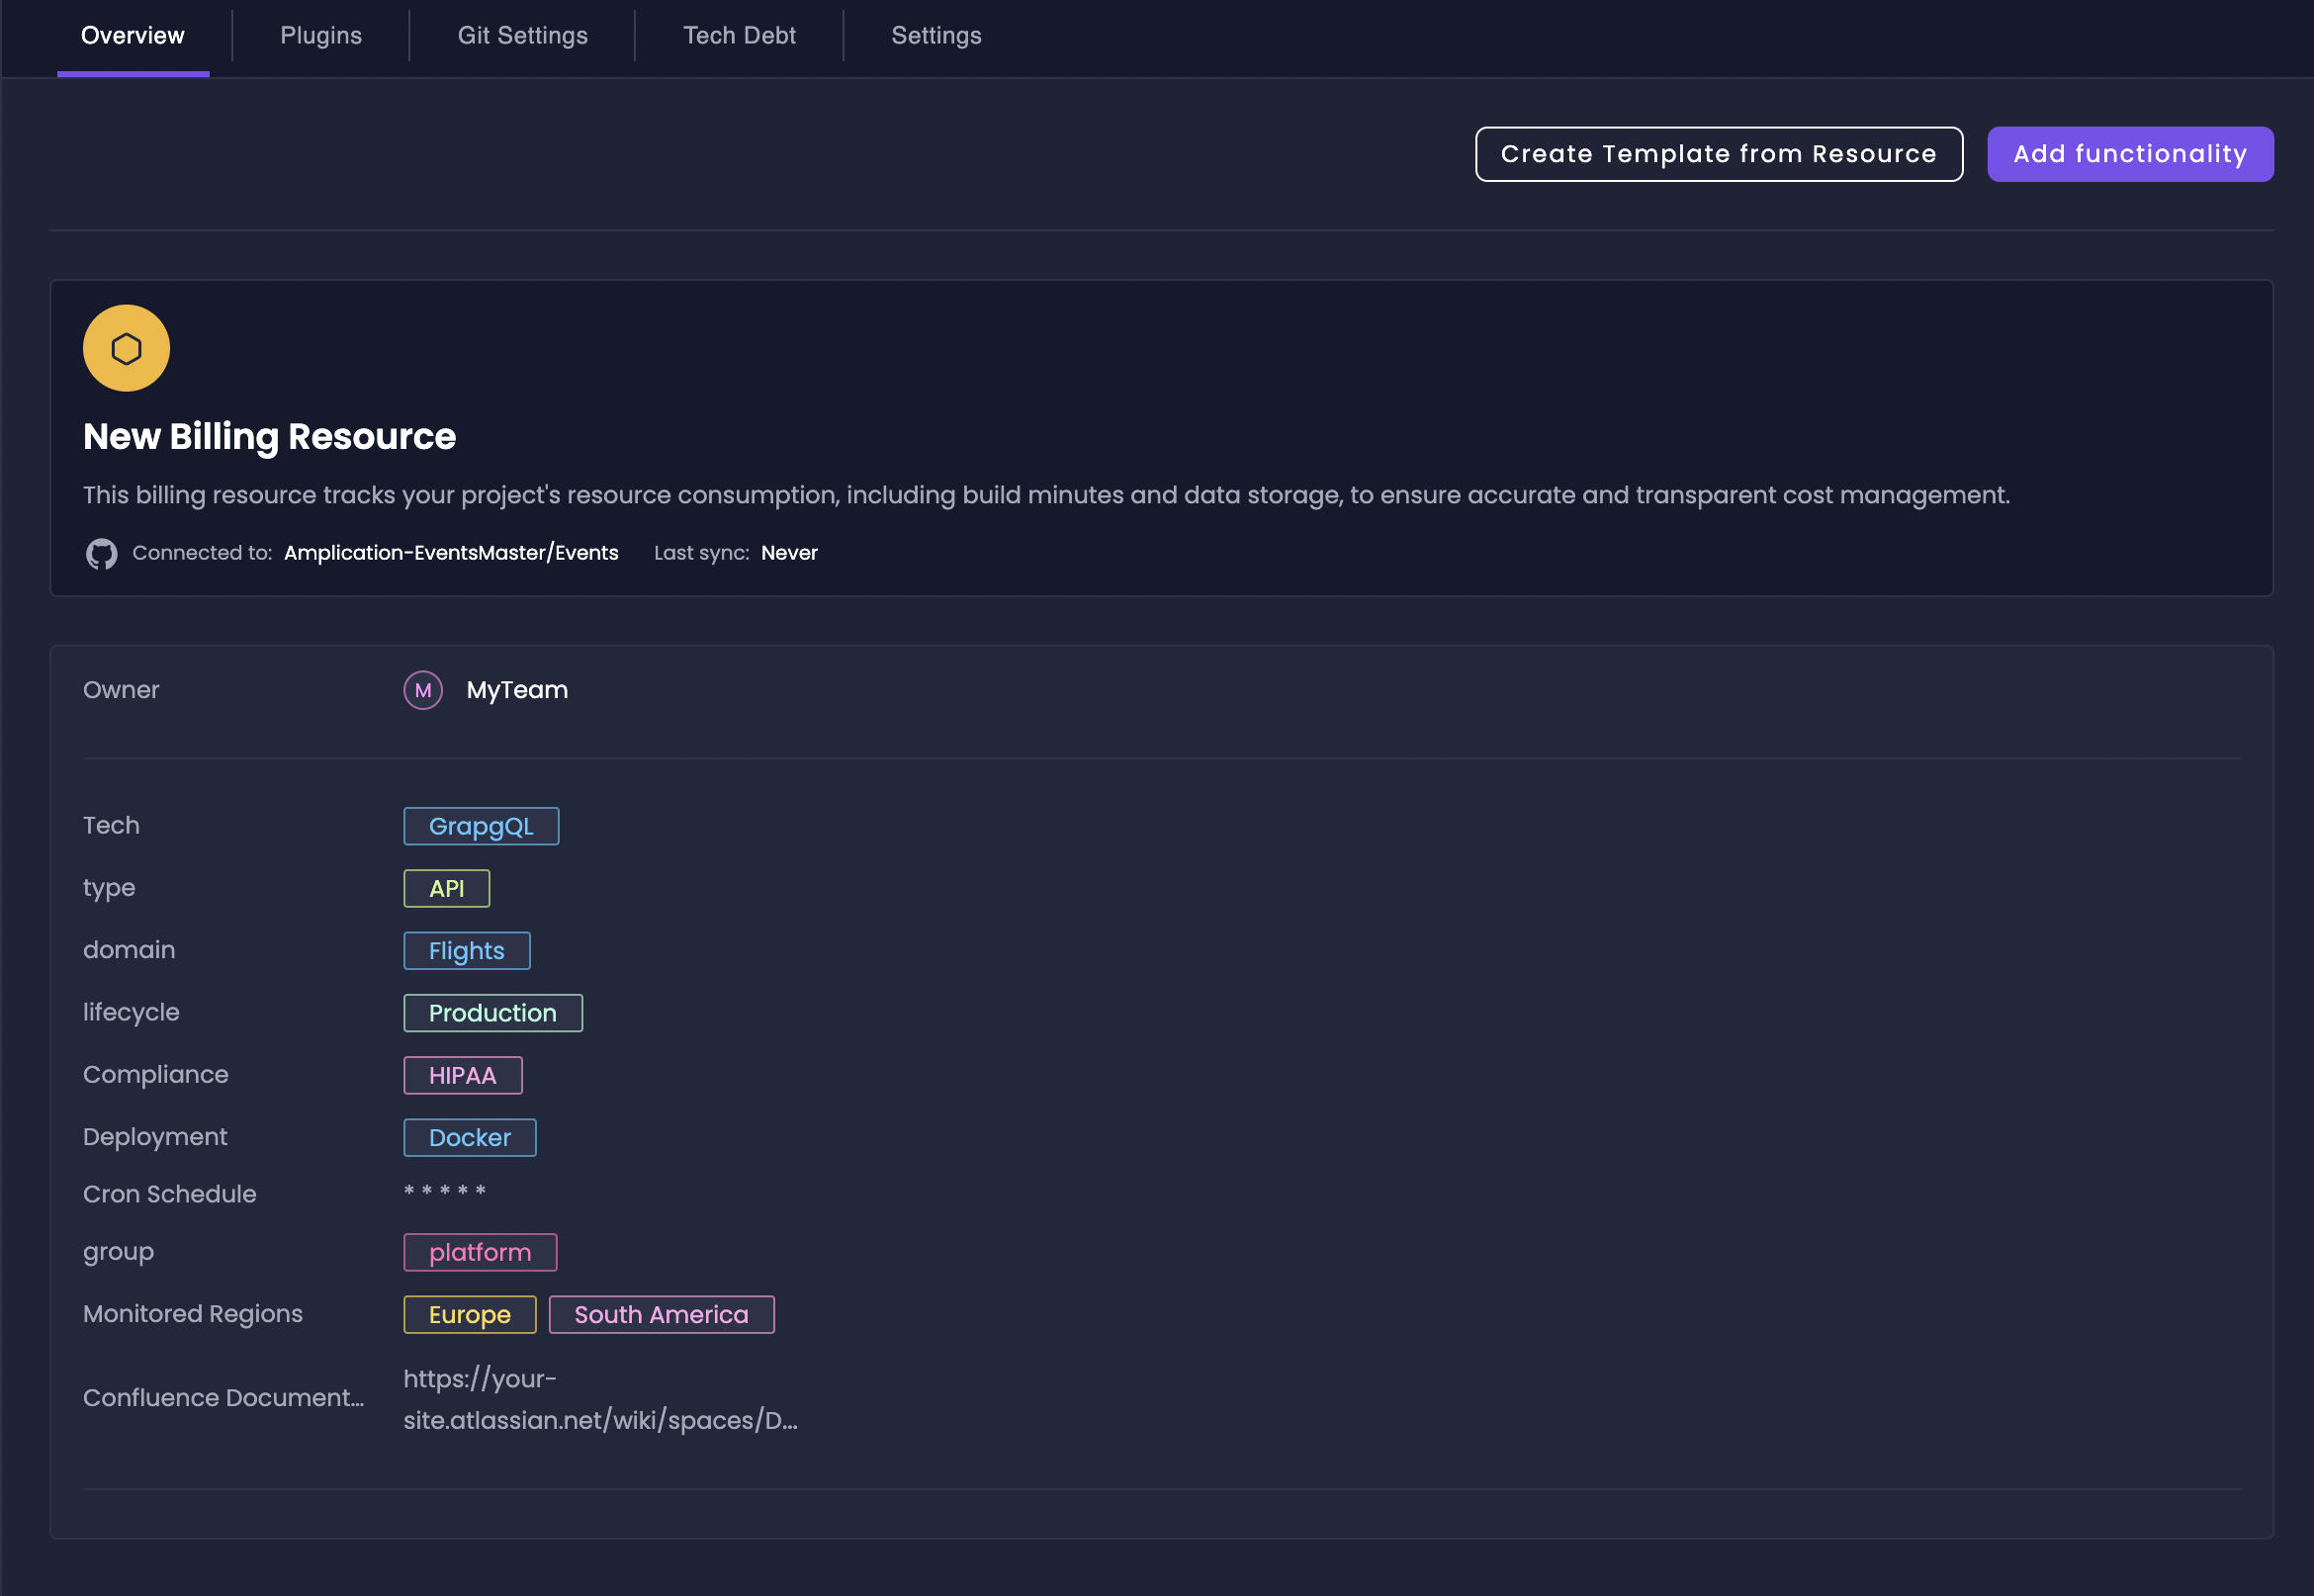 Overview Plugins Git Settings Tech Debt Settings
Create Template from Resource Add functionality
New Billing Resource
This billing resource tracks your project's resource consumption, including build minutes and data storage, to ensure accurate and transparent cost management.
Connected to: Amplication-EventsMaster/Events Last sync: Never
Owner M MyTeam
Tech GrapgQL
type API
domain Flights
lifecycle Production
Compliance HIPAA
Deployment Docker
Cron Schedule * * * * *
group platform
Monitored Regions Europe South America
Confluence Document... https://your-
site.atlassian.net/wiki/spaces/D...